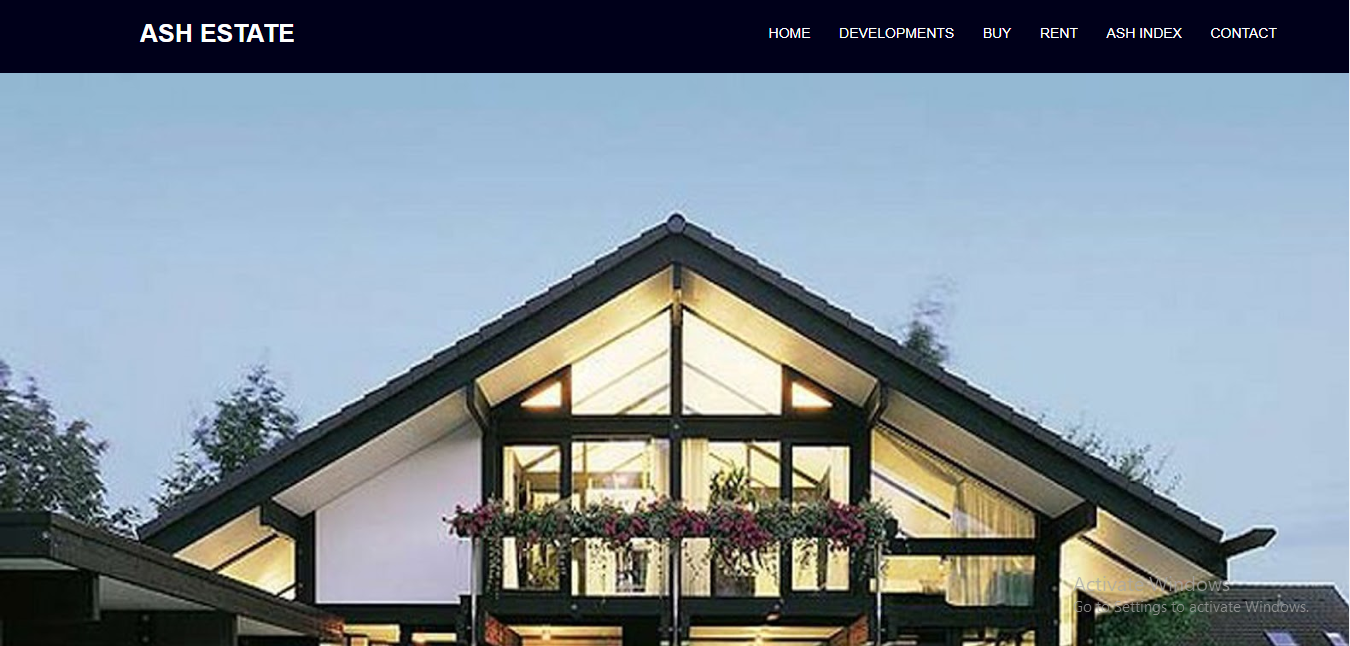 ASH ESTATE HOME DEVELOPMENTS BUY RENT ASH INDEX CONTACT
Activate Windows
Go to Settings to activate Windows.